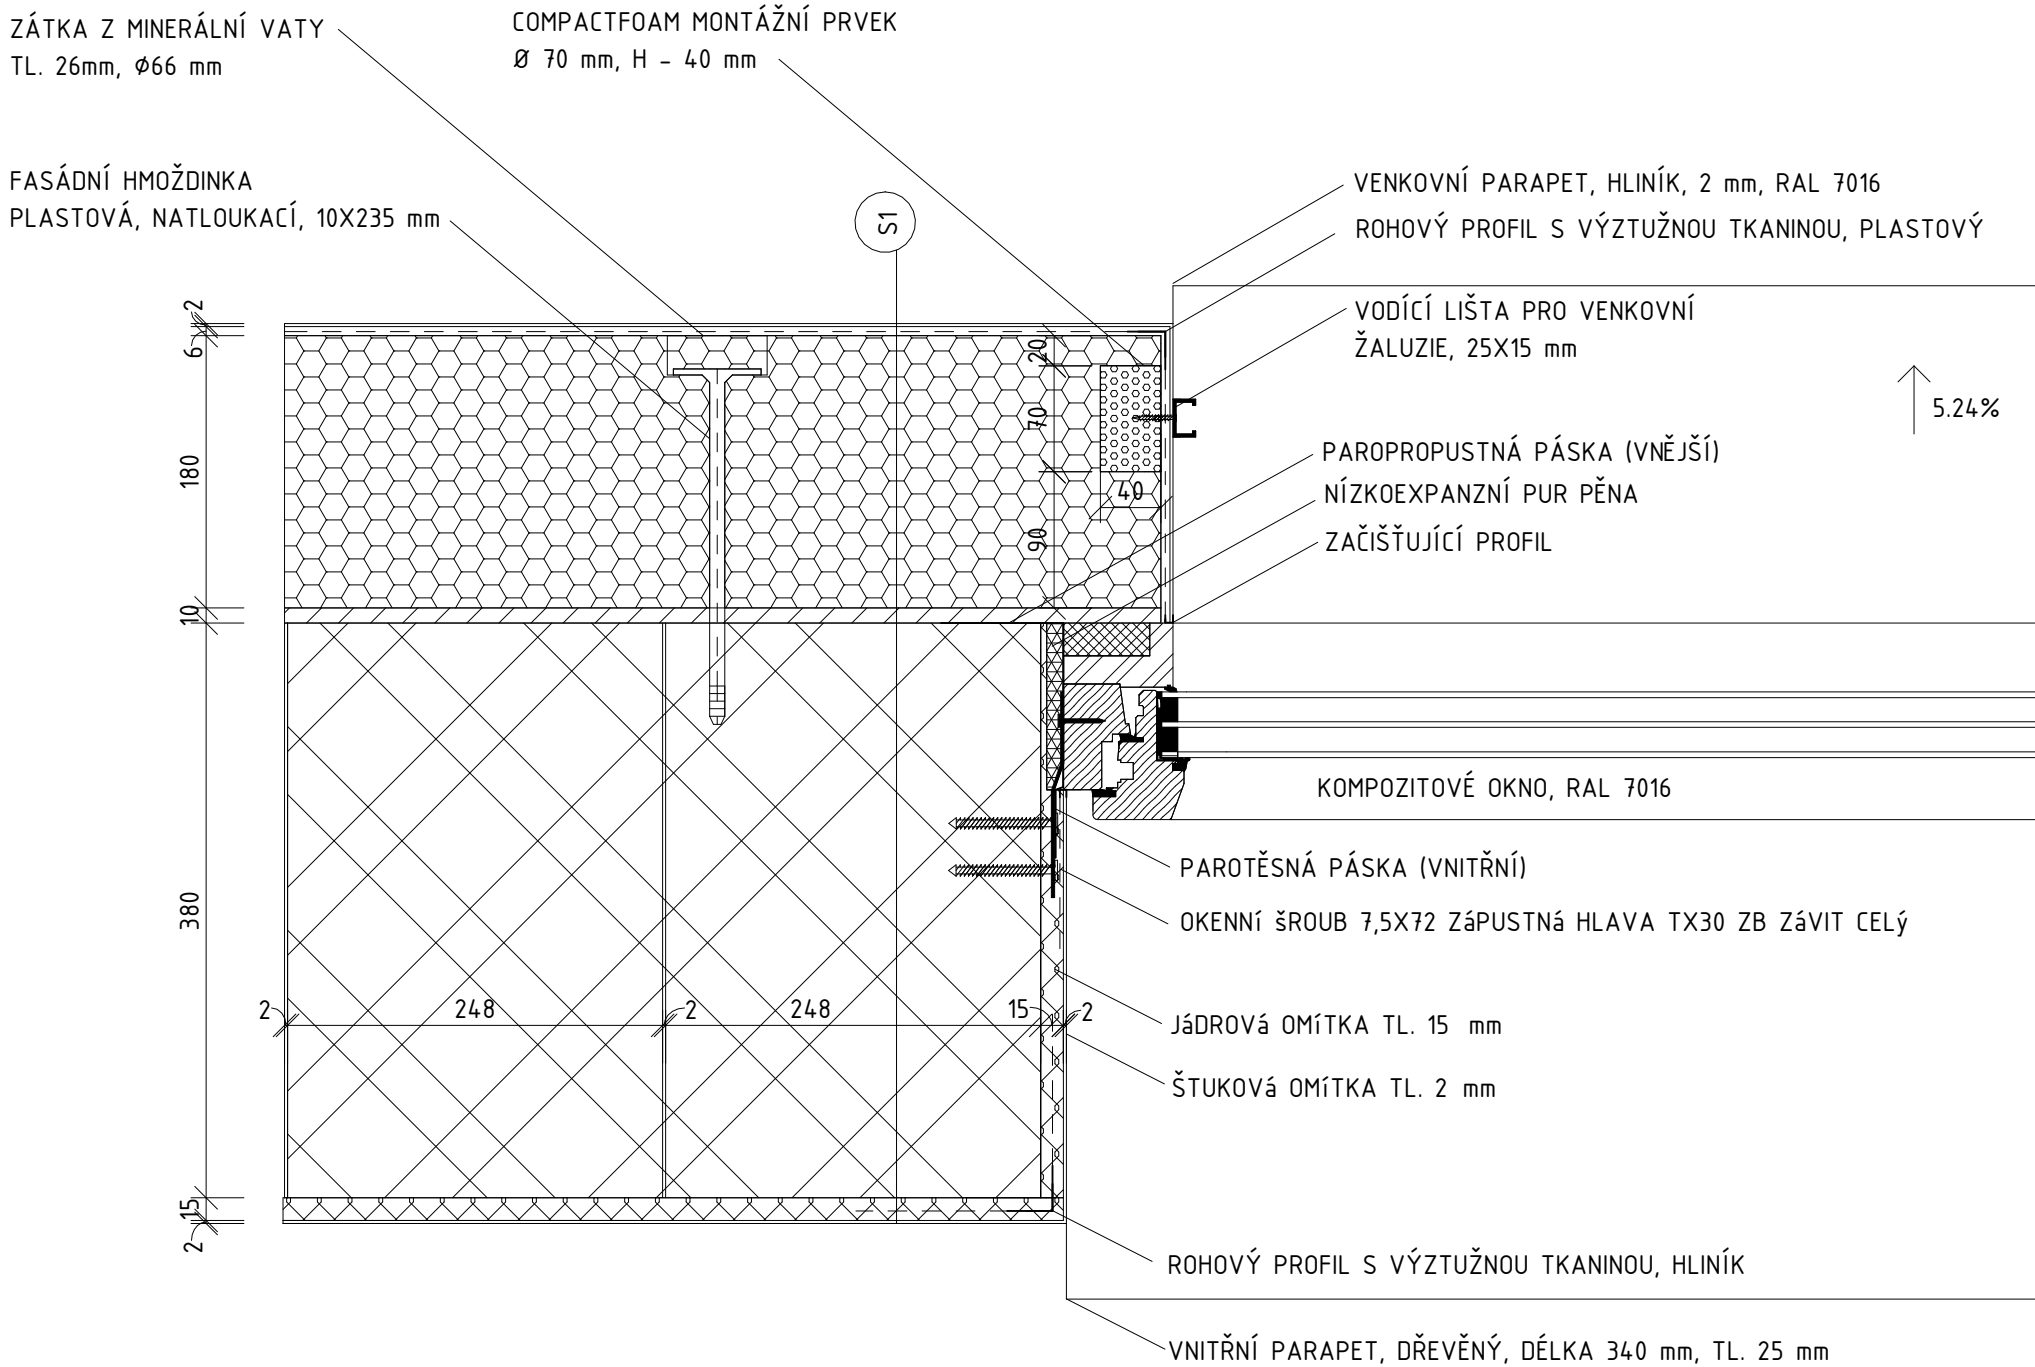 ZÁTKA Z MINERÁLNÍ VATY
TL. 26mm, Ø66 mm
COMPACTFOAM MONTÁŽNÍ PRVEK
Ø 70 mm, H - 40 mm
FASÁDNÍ HMOŽDINKA
PLASTOVÁ, NATLOUKACÍ, 10X235 mm
S1
VENKOVNÍ PARAPET, HLINÍK, 2 mm, RAL 7016
ROHOVÝ PROFIL S VÝZTUŽNOU TKANINOU, PLASTOVÝ
VODÍCÍ LIŠTA PRO VENKOVNÍ
ŽALUZIE, 25X15 mm
5.24%
PAROPROPUSTNÁ PÁSKA (VNĚJŠÍ)
NÍZKOEXPANZNÍ PUR PĚNA
ZAČIŠŤUJÍCÍ PROFIL
2
6
180
10
380
15
2
20
70
40
90
KOMPOZITOVÉ OKNO, RAL 7016
PAROTĚSNÁ PÁSKA (VNITŘNÍ)
OKENNí šROUB 7,5X72 ZáPUSTNá HLAVA TX30 ZB ZáVIT CELý
2
248
2
248
15
2
JáDROVá OMíTKA TL. 15 mm
ŠTUKOVá OMíTKA TL. 2 mm
ROHOVÝ PROFIL S VÝZTUŽNOU TKANINOU, HLINÍK
VNITŘNÍ PARAPET, DŘEVĚNÝ, DÉLKA 340 mm, TL. 25 mm